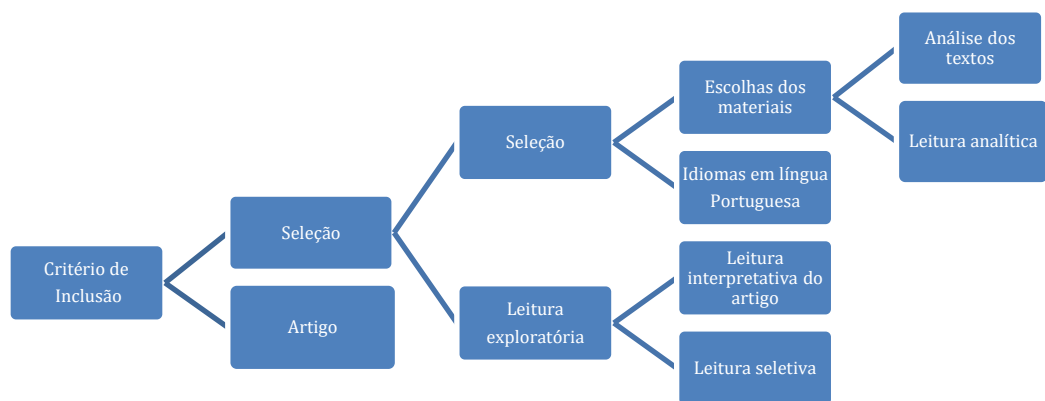 Critério de
Inclusão
Seleção
Artigo
Seleção
Leitura
exploratória
Escolhas dos
materiais
Idiomas em língua
Portuguesa
Leitura
interpretativa do
artigo
Leitura seletiva
Análise dos
textos
Leitura analítica